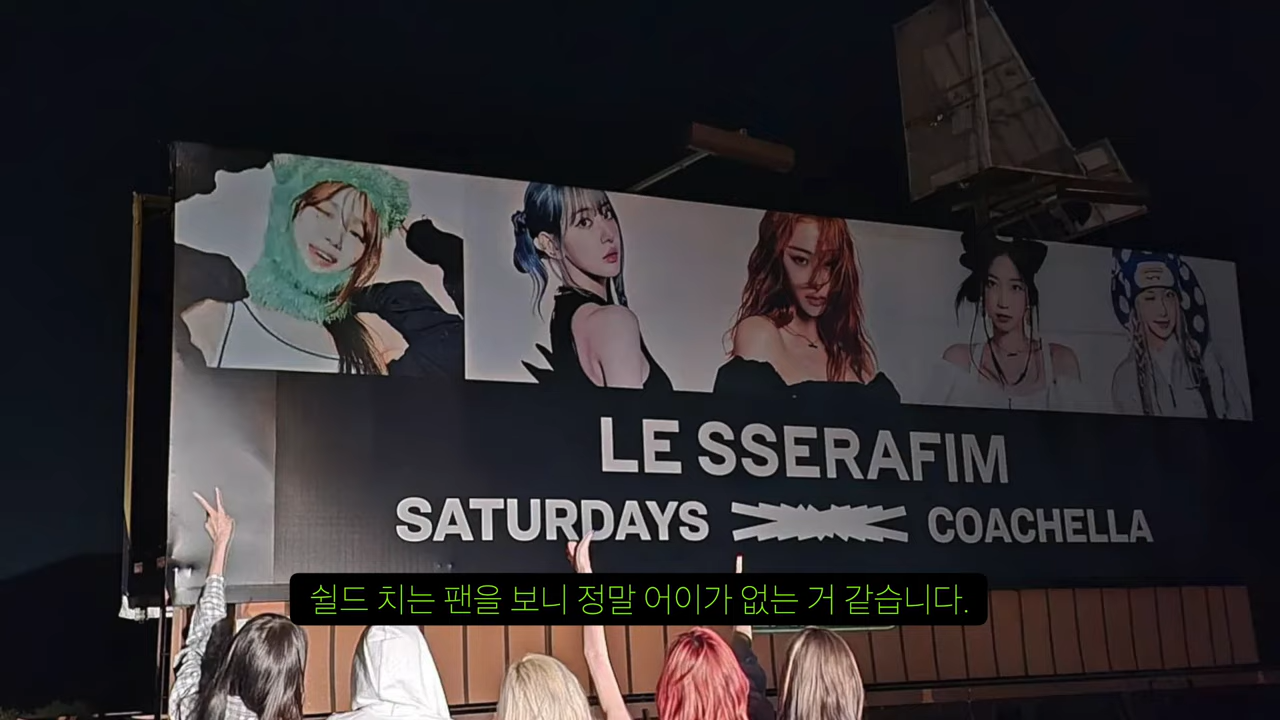 LE SSERAFIM
SATURDAYS COACHELLA
쉴드 치는 팬을 보니 정말 어이가 없는 거 같습니다.